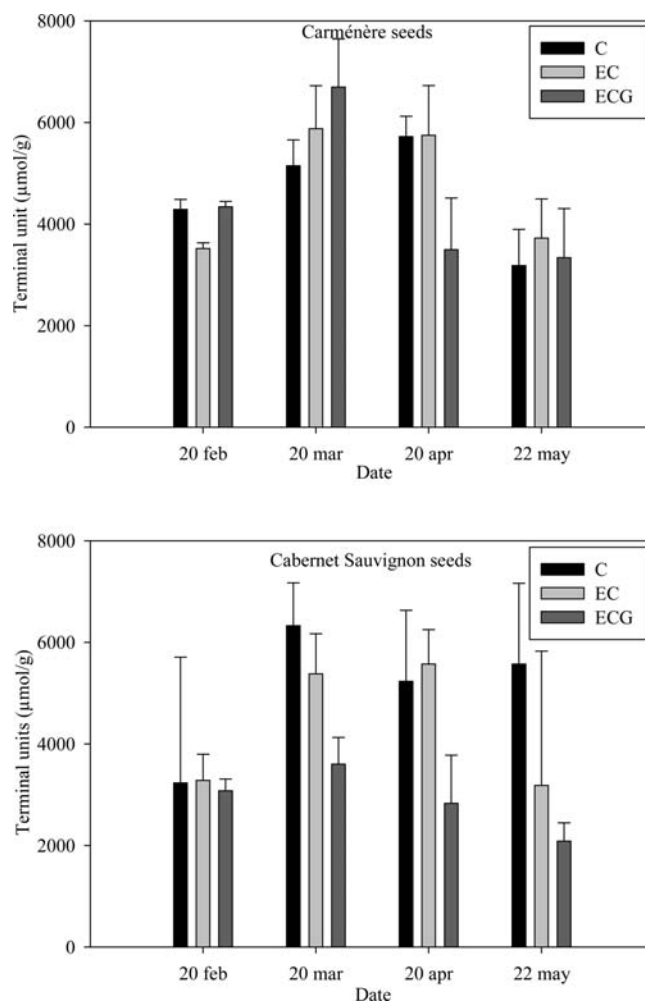 Carménère seeds
C
EC
ECG
Terminal unit (µmol/g)
8000
6000
4000
2000
0
20 feb 20 mar 20 apr 22 may
Date
Cabernet Sauvignon seeds
C
EC
ECG
Terminal units (µmol/g)
8000
6000
4000
2000
0
20 feb 20 mar 20 apr 22 may
Date